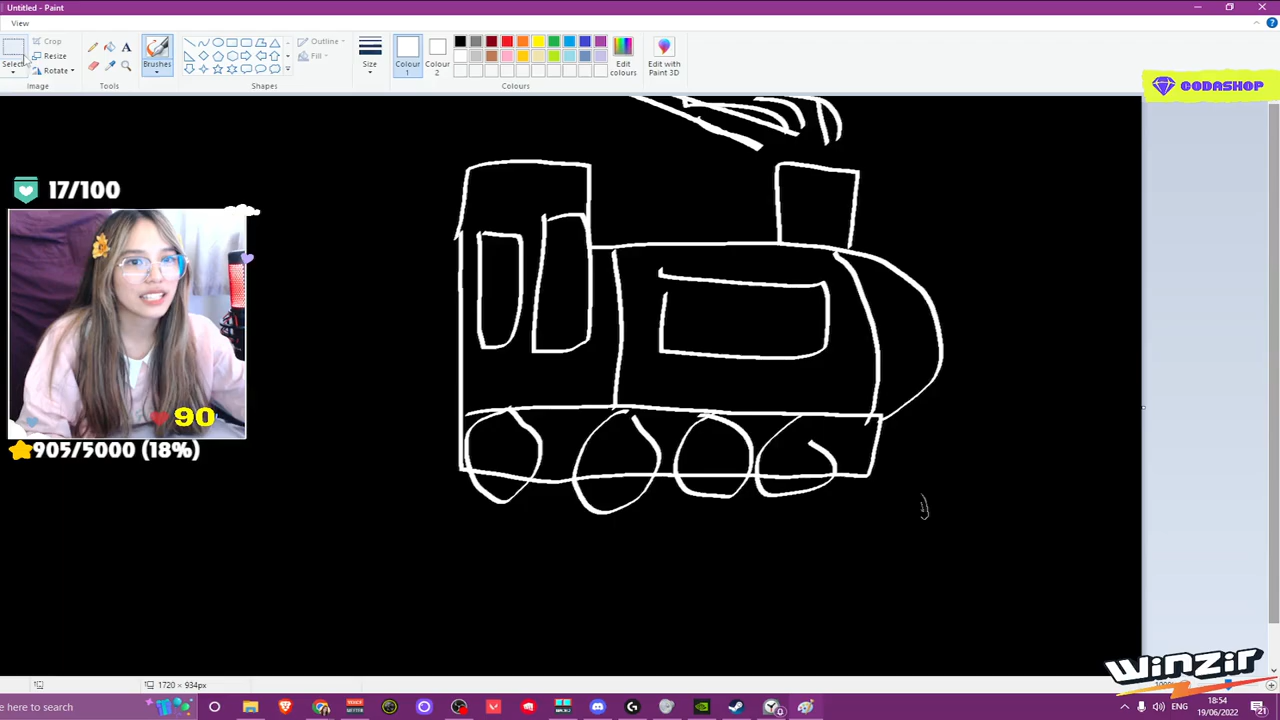 Untitled - Paint
View
Select
Crop
Resize
Rotate
Image
Tools
Brushes
Outline
Fill
Shapes
Size
Colour
1
Colour
2
Edit
colours
Edit with
Paint 3D
Colours
CODASHOP
17/100
90
905/5000 (18%)
WINZIR
1720 × 934px
here to search
ENG
18:54
19/06/2022
21